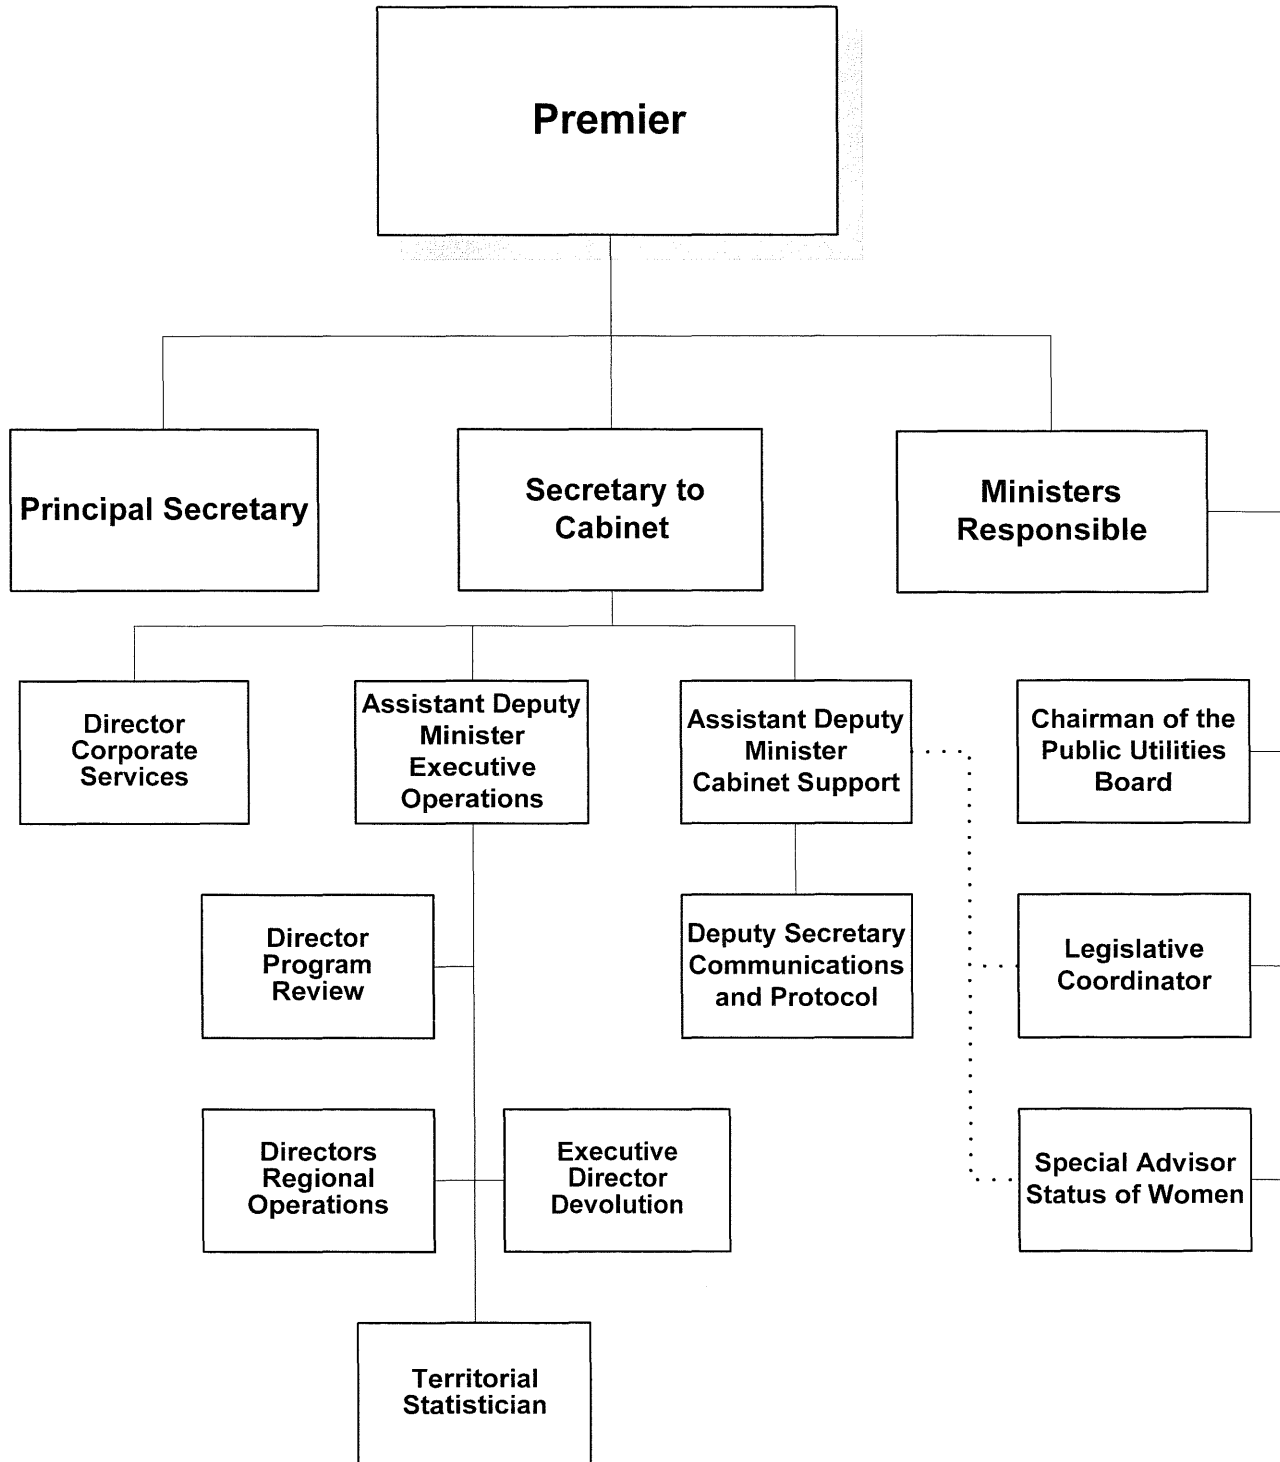 Premier
Principal Secretary
Secretary to
Cabinet
Ministers
Responsible
Director
Corporate
Services
Assistant Deputy
Minister
Executive
Operations
Assistant Deputy
Minister
Cabinet Support
Chairman of the
Public Utilities
Board
Director
Program
Review
Deputy Secretary
Communications
and Protocol
Legislative
Coordinator
Directors
Regional
Operations
Executive
Director
Devolution
Special Advisor
Status of Women
Territorial
Statistician